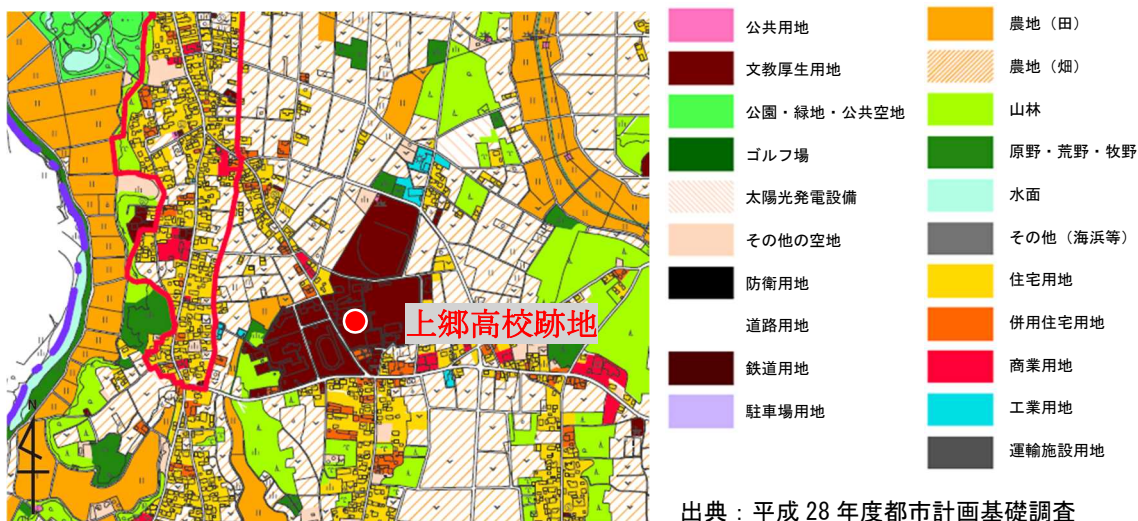 N
上郷高校跡地
公共用地
文教厚生用地
公園・緑地・公共空地
ゴルフ場
太陽光発電設備
その他の空地
防衛用地
道路用地
鉄道用地
駐車場用地
農地（田）
農地（畑）
山林
原野・荒野・牧野
水面
その他（海浜等）
住宅用地
併用住宅用地
商業用地
工業用地
運輸施設用地
出典：平成 28 年度都市計画基礎調査